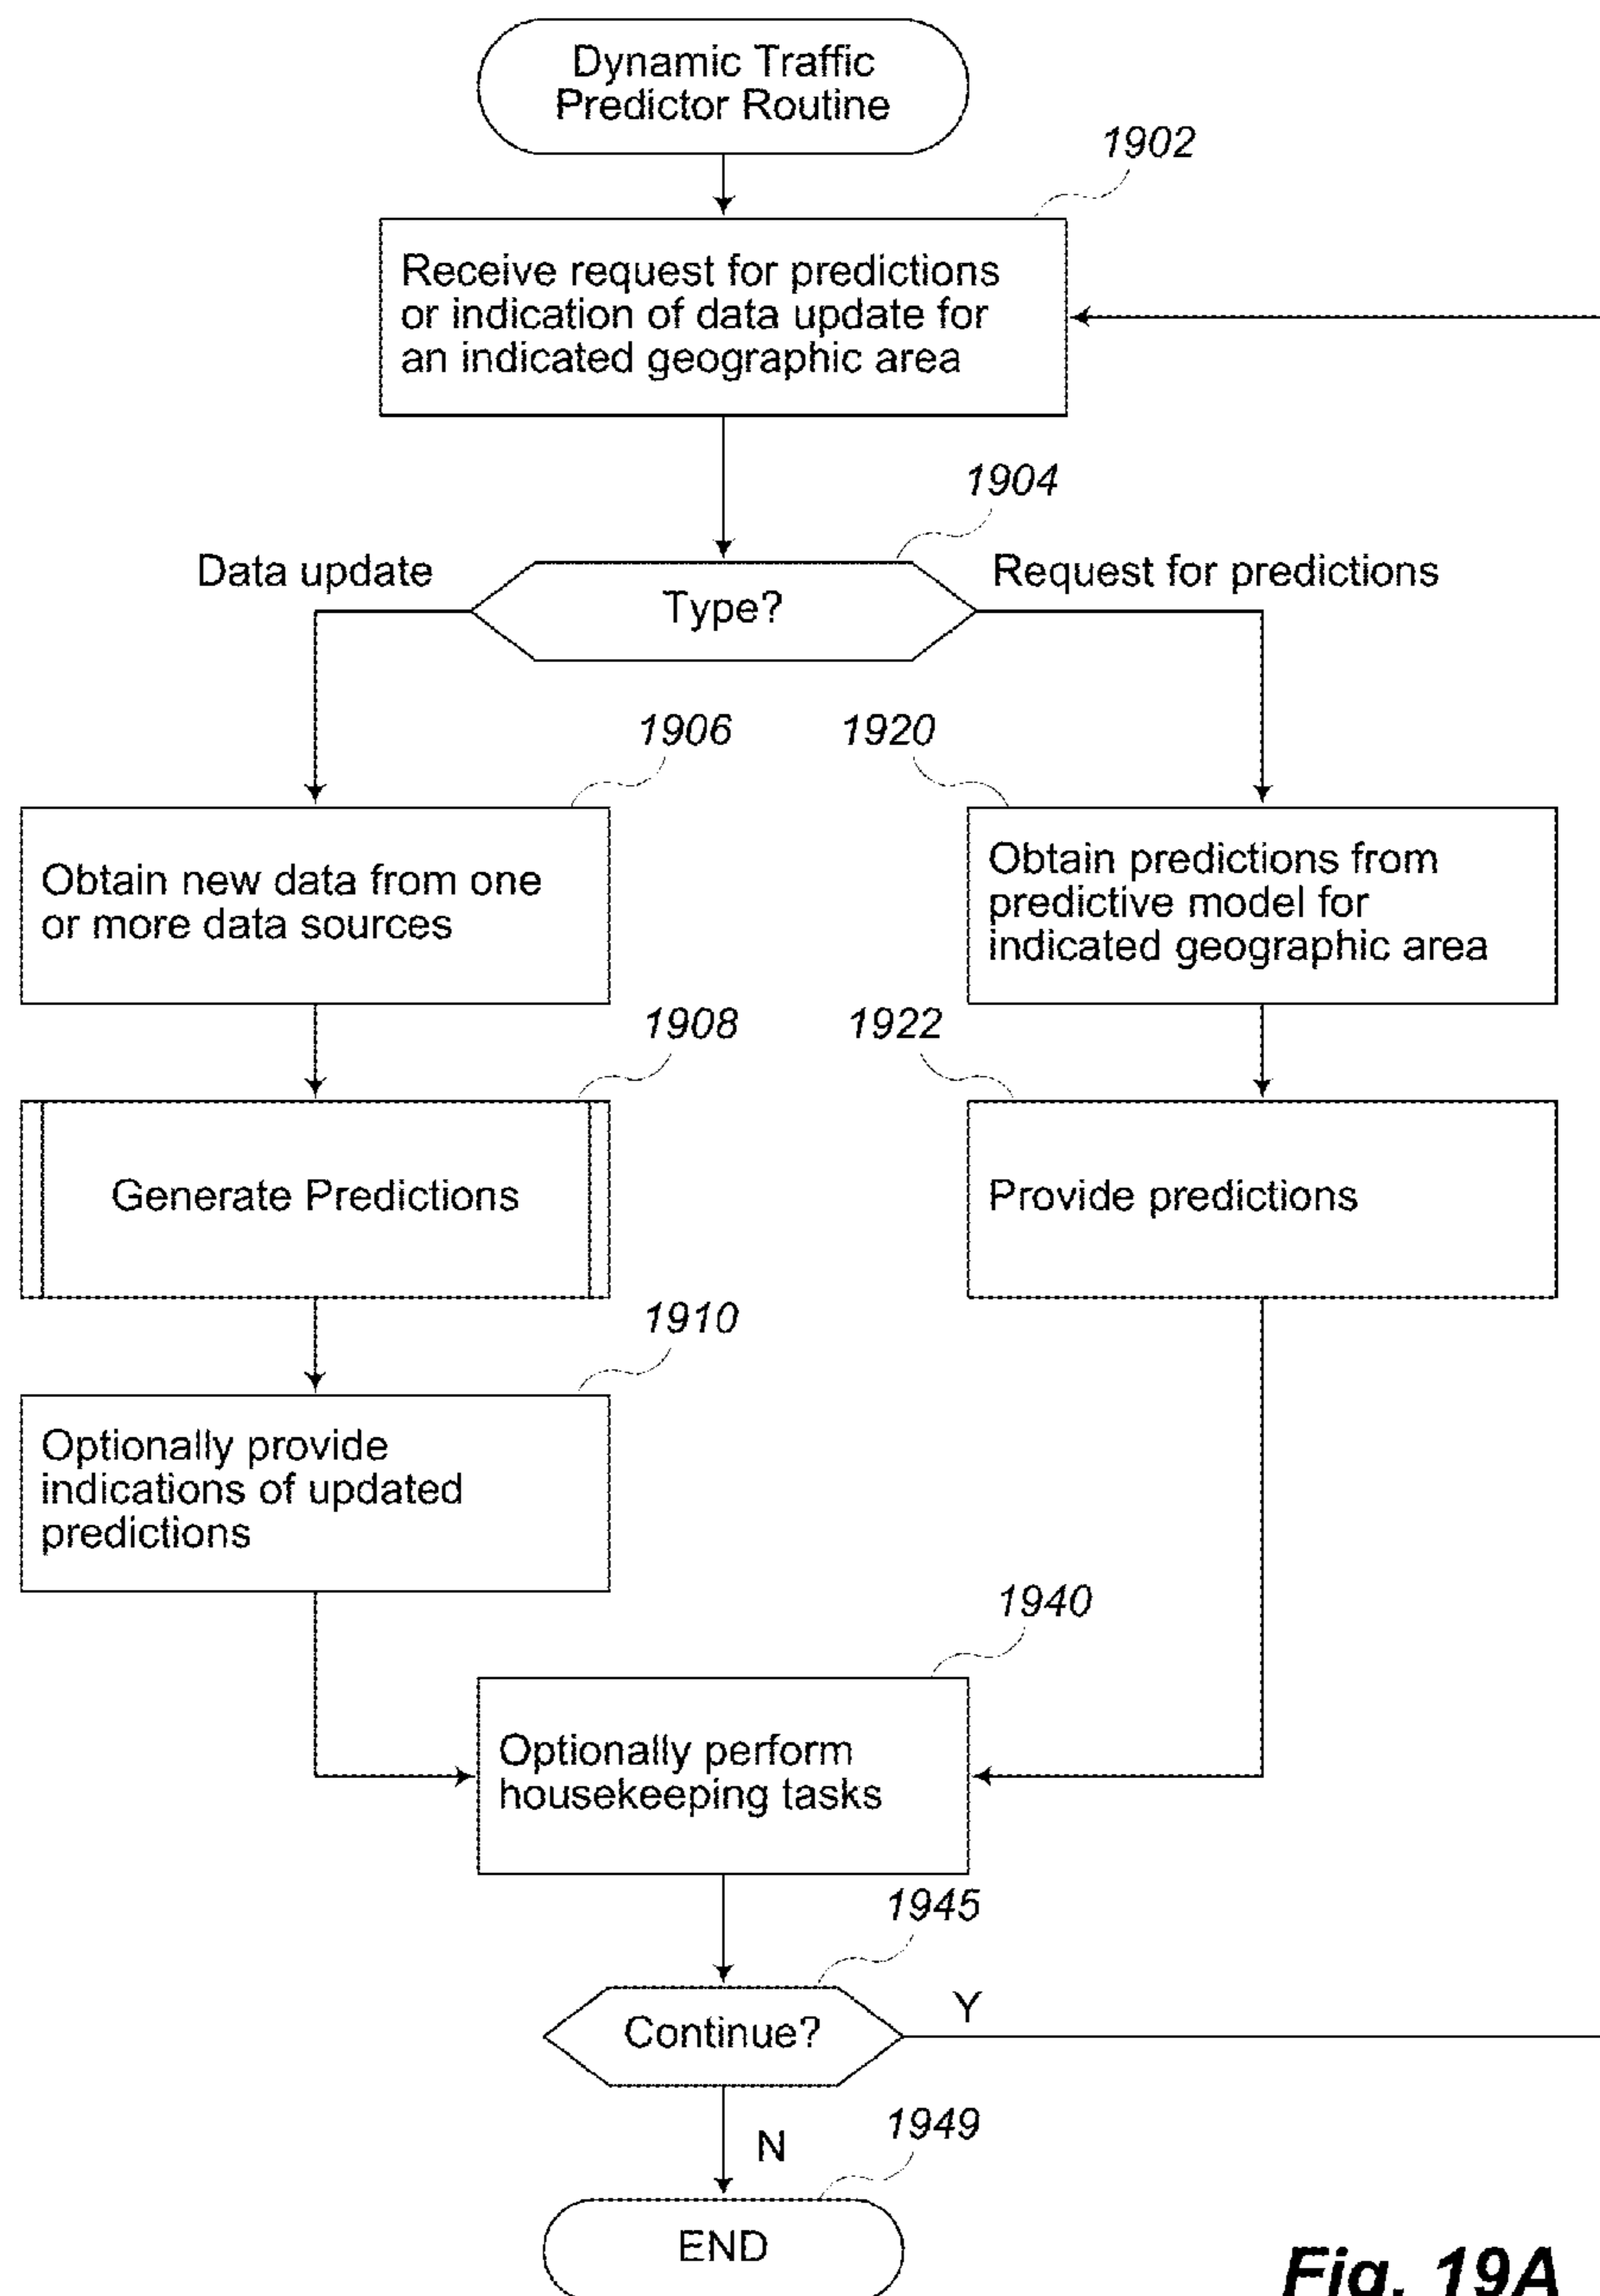 Dynamic Traffic
Predictor Routine
1902
Receive request for predictions
or indication of data update for
an indicated geographic area
1904
Data update
Type?
Request for predictions
1906
1920
Obtain new data from one
or more data sources
Obtain predictions from
predictive model for
indicated geographic area
1908
1922
Generate Predictions
Provide predictions
1910
Optionally provide
indications of updated
predictions
1940
Optionally perform
housekeeping tasks
1945
Continue?
Y
N
1949
END
Fig. 19A